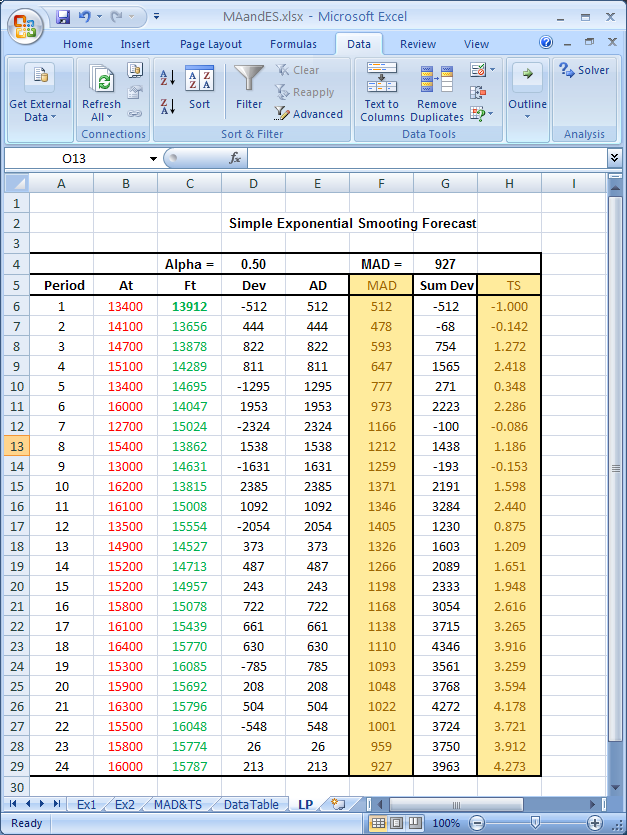 MAandES.xlsx - Microsoft Excel
Home Insert Page Layout Formulas Data Review View
Get External Data
Refresh All
Connections
Sort
Filter
Clear
Reapply
Advanced
Sort & Filter
Text to Columns
Remove Duplicates
Data Tools
Outline
Solver
Analysis
O13 fx
A B C D E F G H I
1
2 Simple Exponential Smooting Forecast
3
4 Alpha = 0.50 MAD = 927
5 Period At Ft Dev AD MAD Sum Dev TS
6 1 13400 13912 -512 512 512 -512 -1.000
7 2 14100 13656 444 444 478 -68 -0.142
8 3 14700 13878 822 822 593 754 1.272
9 4 15100 14289 811 811 647 1565 2.418
10 5 13400 14695 -1295 1295 777 271 0.348
11 6 16000 14047 1953 1953 973 2223 2.286
12 7 12700 15024 -2324 2324 1166 -100 -0.086
13 8 15400 13862 1538 1538 1212 1438 1.186
14 9 13000 14631 -1631 1631 1259 -193 -0.153
15 10 16200 13815 2385 2385 1371 2191 1.598
16 11 16100 15008 1092 1092 1346 3284 2.440
17 12 13500 15554 -2054 2054 1405 1230 0.875
18 13 14900 14527 373 373 1326 1603 1.209
19 14 15200 14713 487 487 1266 2089 1.651
20 15 15200 14957 243 243 1198 2333 1.948
21 16 15800 15078 722 722 1168 3054 2.616
22 17 16100 15439 661 661 1138 3715 3.265
23 18 16400 15770 630 630 1110 4346 3.916
24 19 15300 16085 -785 785 1093 3561 3.259
25 20 15900 15692 208 208 1048 3768 3.594
26 21 16300 15796 504 504 1022 4272 4.178
27 22 15500 16048 -548 548 1001 3724 3.721
28 23 15800 15774 26 26 959 3750 3.912
29 24 16000 15787 213 213 927 3963 4.273
30
Ex1 Ex2 MAD&TS DataTable LP
Ready 100%